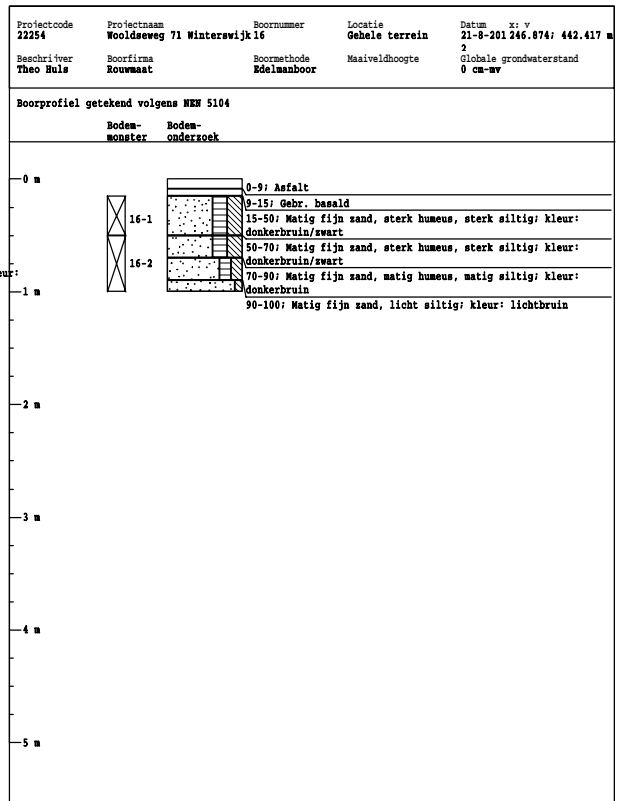 Projectcode Projectnaam Boornummer Locatie Datum x: y
22254 Wooldseweg 71 Winterswijk 16 Gehele terrein 21-8-201 246.874; 442.417 m
2
Beschrijver Boorfirma Boormethode Maaiveldhoogte Globale grondwaterstand
Theo Huls Rouwmaat Edelmanboor 0 cm-mv
Boorprofiel getekend volgens NEN 5104
Bodem- Bodem-
monster onderzoek
0 m
0-9; Asfalt
9-15; Gebr. basald
16-1 15-50; Matig fijn zand, sterk humeus, sterk siltig; kleur:
donkerbruin/zwart
50-70; Matig fijn zand, sterk humeus, sterk siltig; kleur:
16-2 donkerbruin/zwart
eur: 70-90; Matig fijn zand, matig humeus, matig siltig; kleur:
1 m donkerbruin
90-100; Matig fijn zand, licht siltig; kleur: lichtbruin
2 m
3 m
4 m
5 m